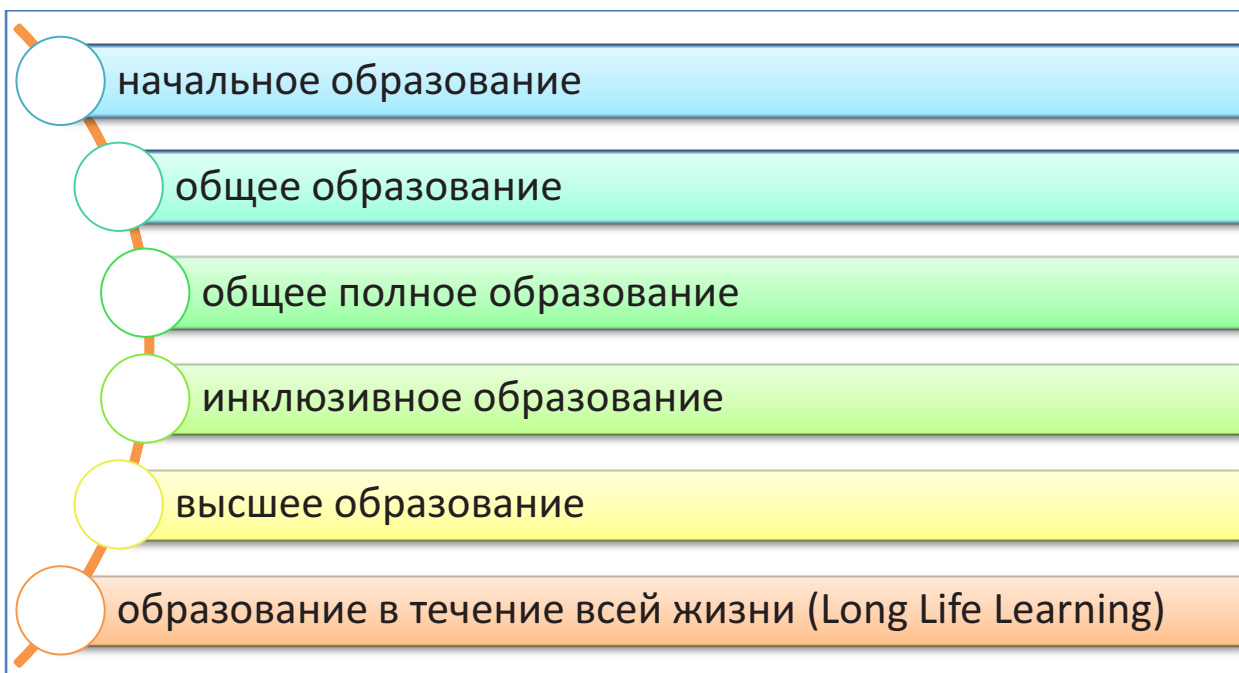 начальное образование
общее образование
общее полное образование
инклюзивное образование
высшее образование
образование в течение всей жизни (Long Life Learning)